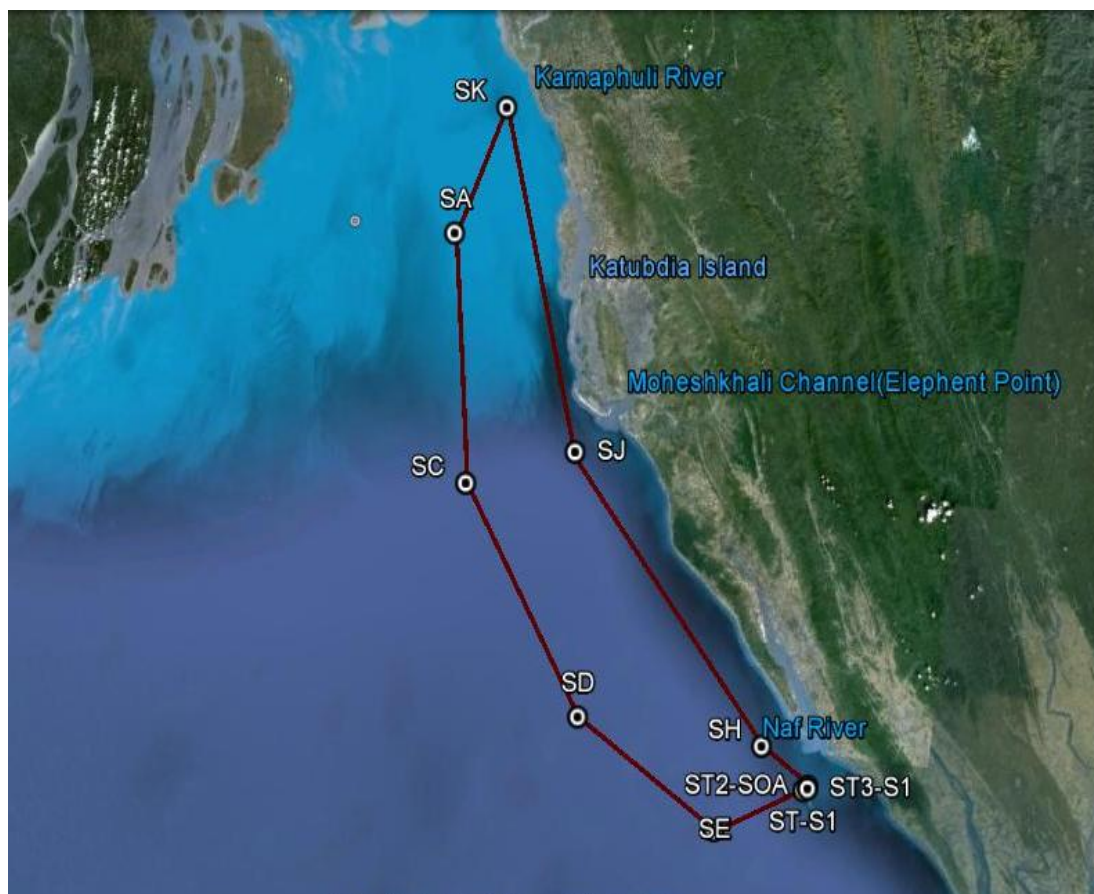 Karnaphuli River
SK
SA
Katubdia Island
Moheshkhali Channel(Elephent Point)
SJ
SC
SD
SH
Naf River
ST2-SOA
ST3-S1
ST-S1
SE